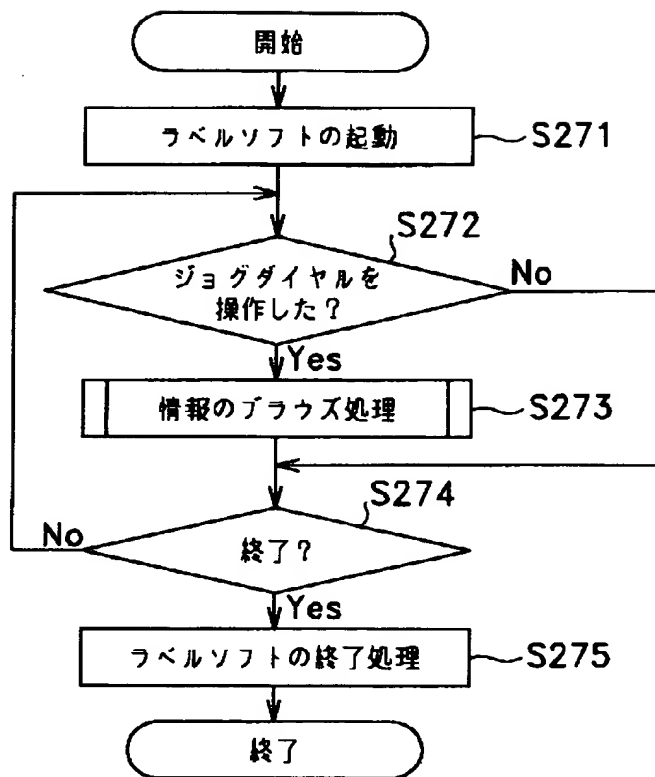 開始
ラベルソフトの起動
S271
S272
ジョグダイヤルを
操作した?
No
Yes
情報のブラウズ処理
S273
S274
No
終了?
Yes
ラベルソフトの終了処理
S275
終了